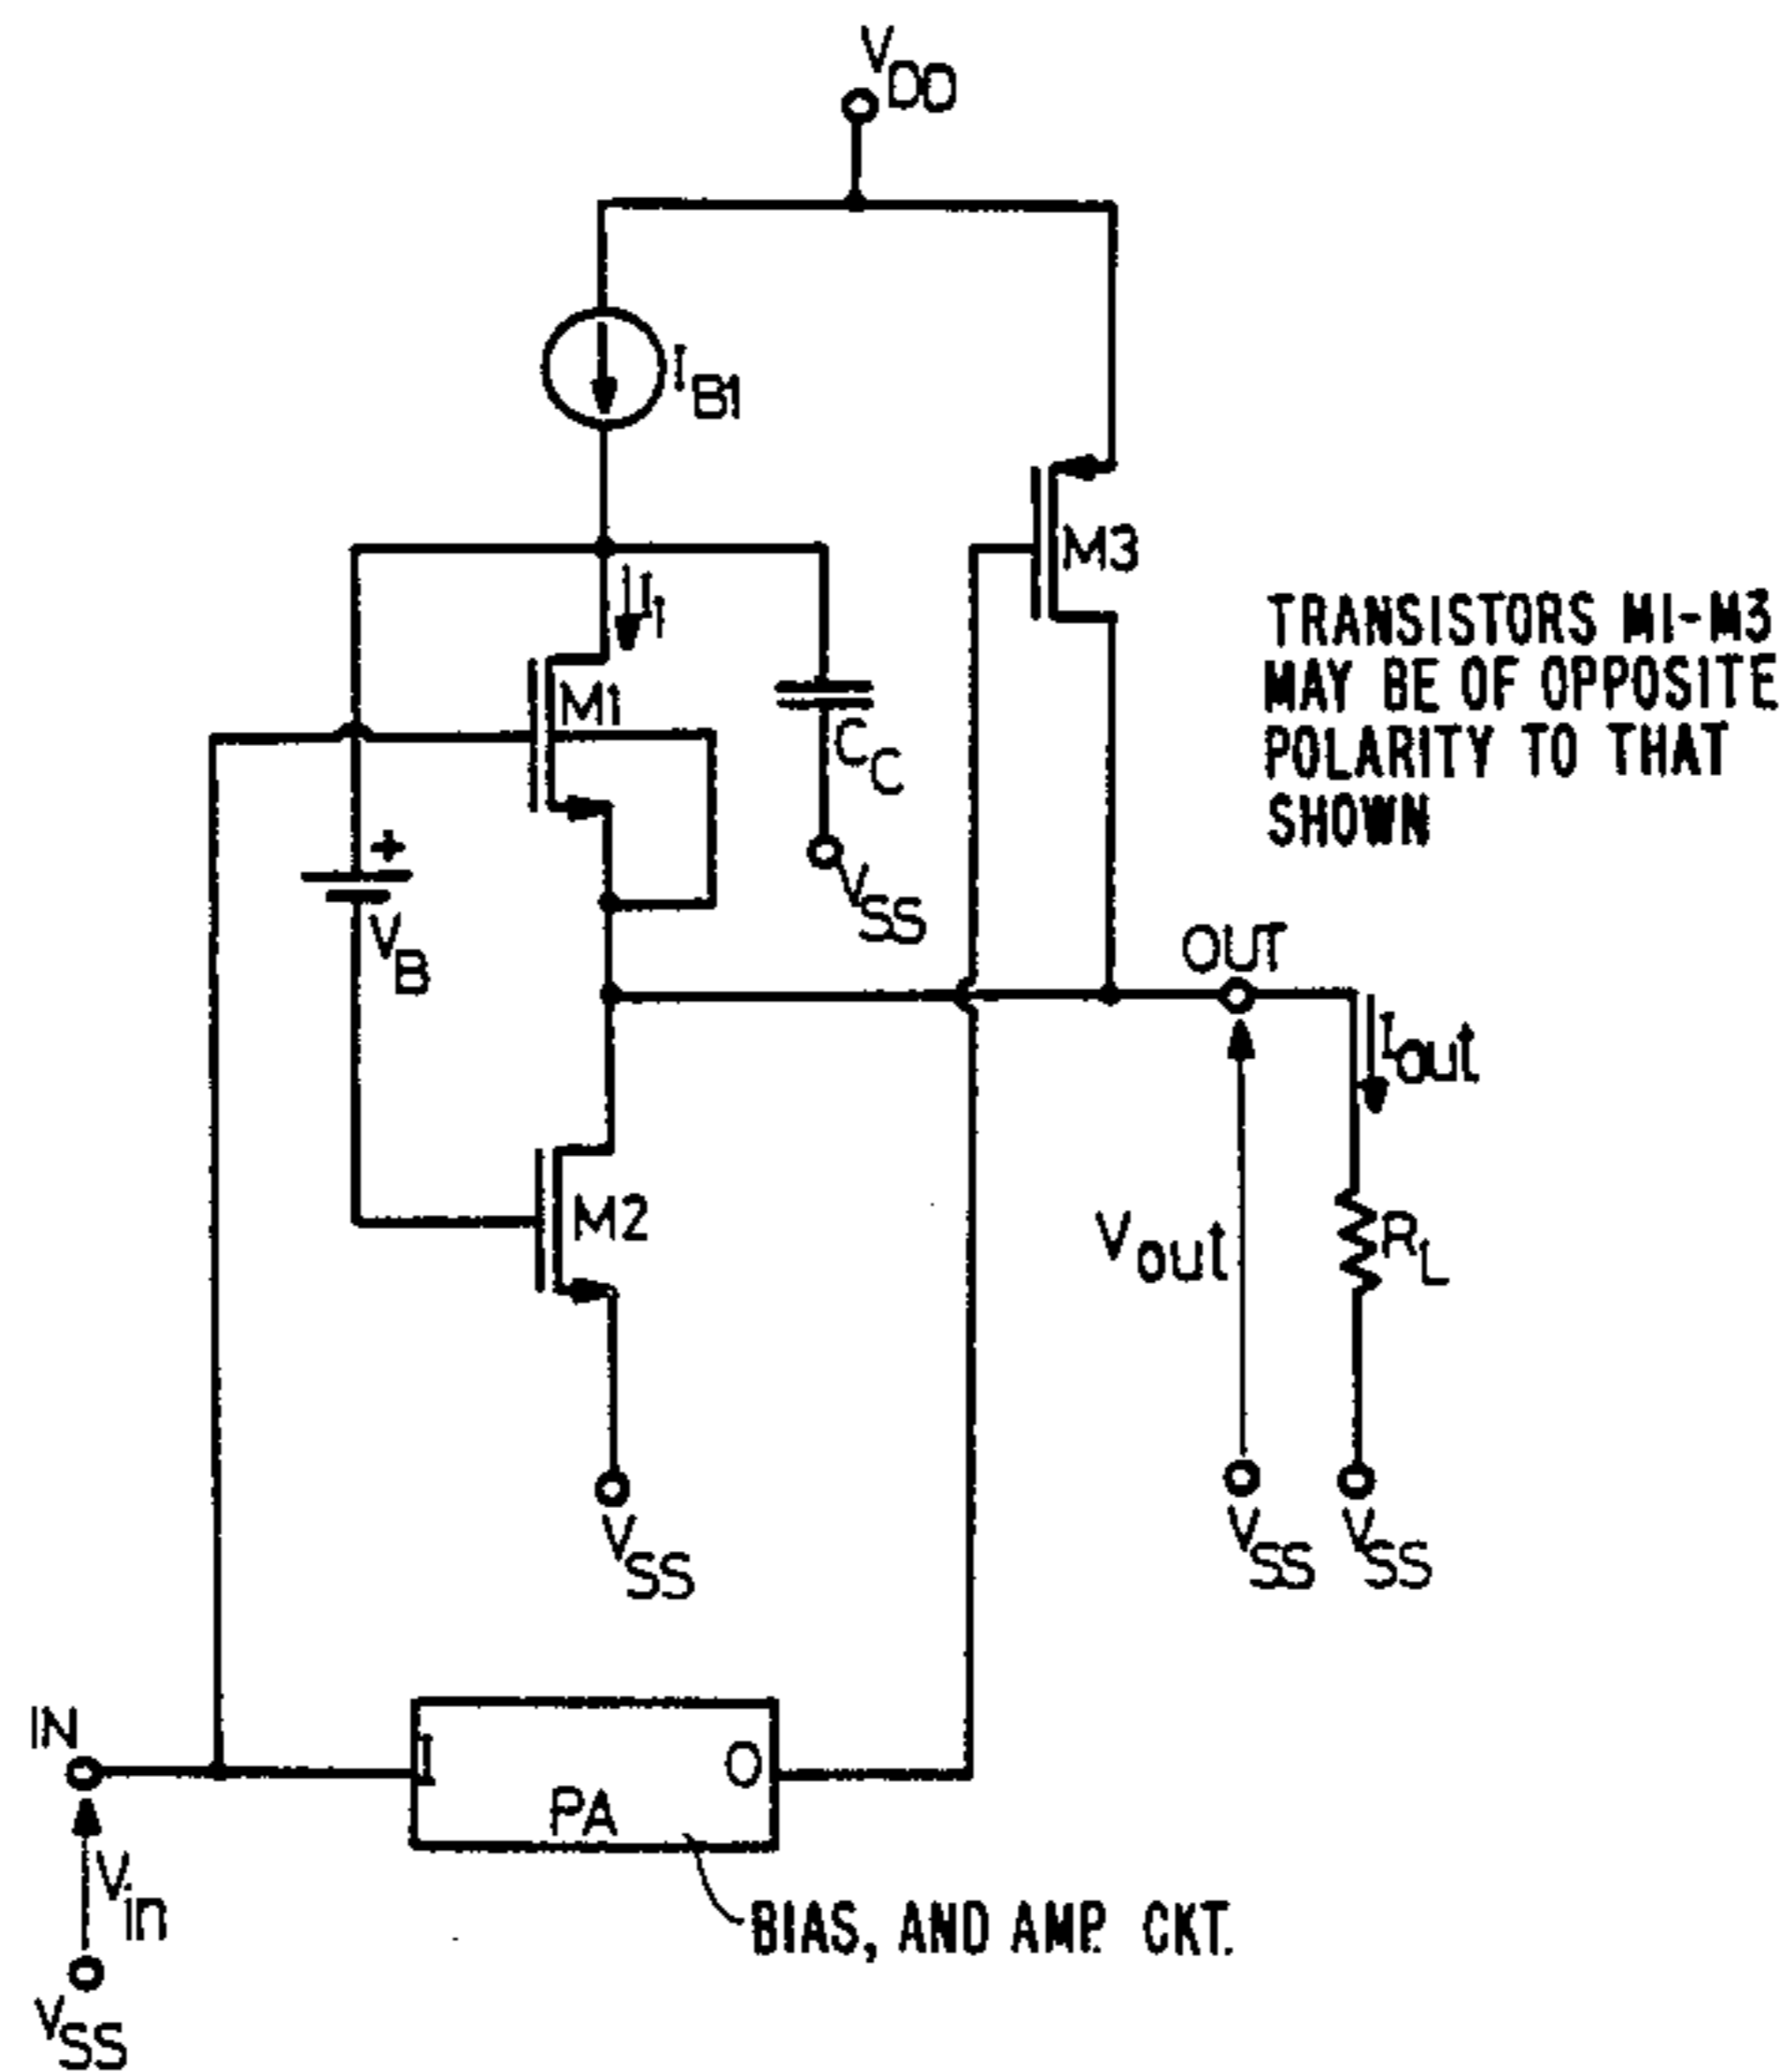 VDD
IB1
I1
M1
M3
TRANSISTORS M1-M3
MAY BE OF OPPOSITE
POLARITY TO THAT
SHOWN
CC
+
VB
VSS
OUT
Iout
M2
Vout
RL
VSS
VSS
VSS
IN
I
O
PA
Vin
BIAS, AND AMP. CKT.
VSS